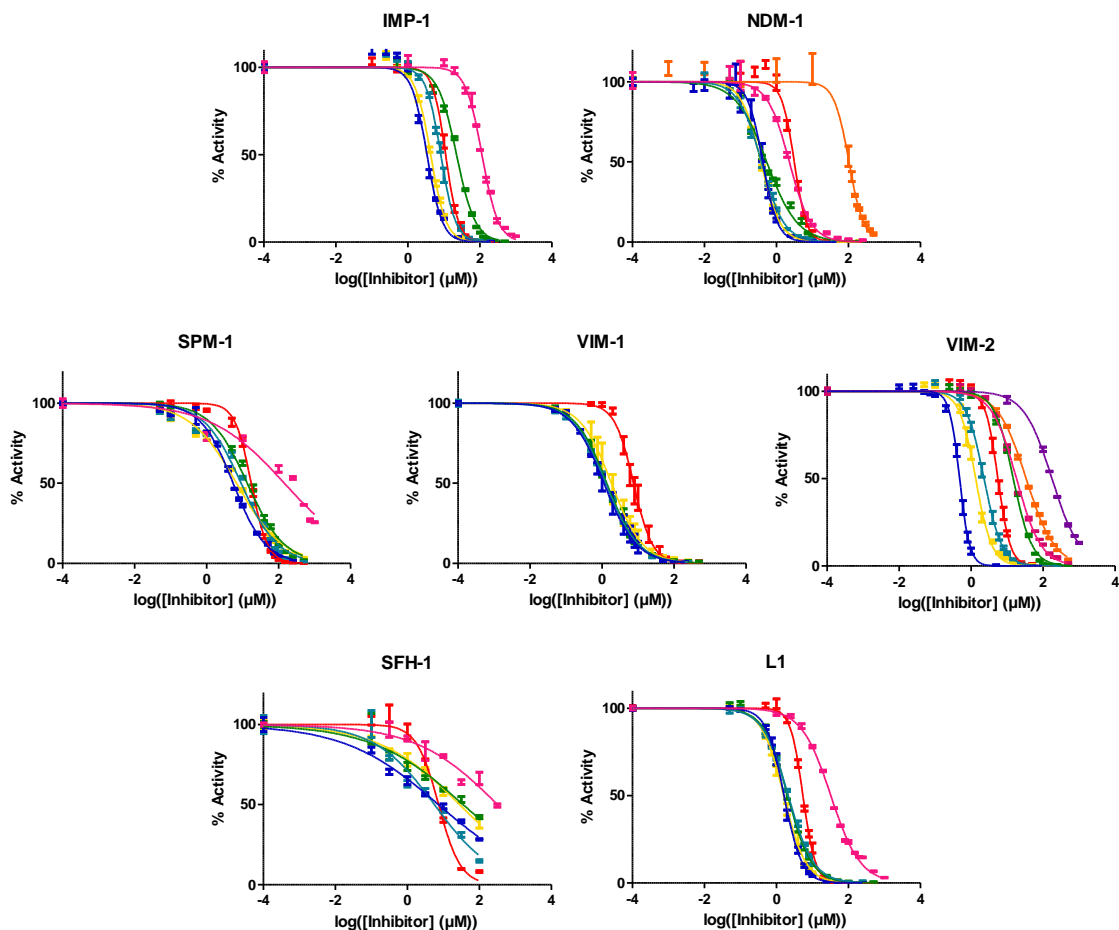 IMP-1
% Activity
100
50
0
-4
-2
0
2
4
log([Inhibitor] (µM))
NDM-1
% Activity
100
50
0
-4
-2
0
2
4
log([Inhibitor] (µM))
SPM-1
% Activity
100
50
0
-4
-2
0
2
4
log([Inhibitor] (µM))
VIM-1
% Activity
100
50
0
-4
-2
0
2
4
log([Inhibitor] (µM))
VIM-2
% Activity
100
50
0
-4
-2
0
2
4
log([Inhibitor] (µM))
SFH-1
% Activity
100
50
0
-4
-2
0
2
4
log([Inhibitor] (µM))
L1
% Activity
100
50
0
-4
-2
0
2
4
log([Inhibitor] (µM))